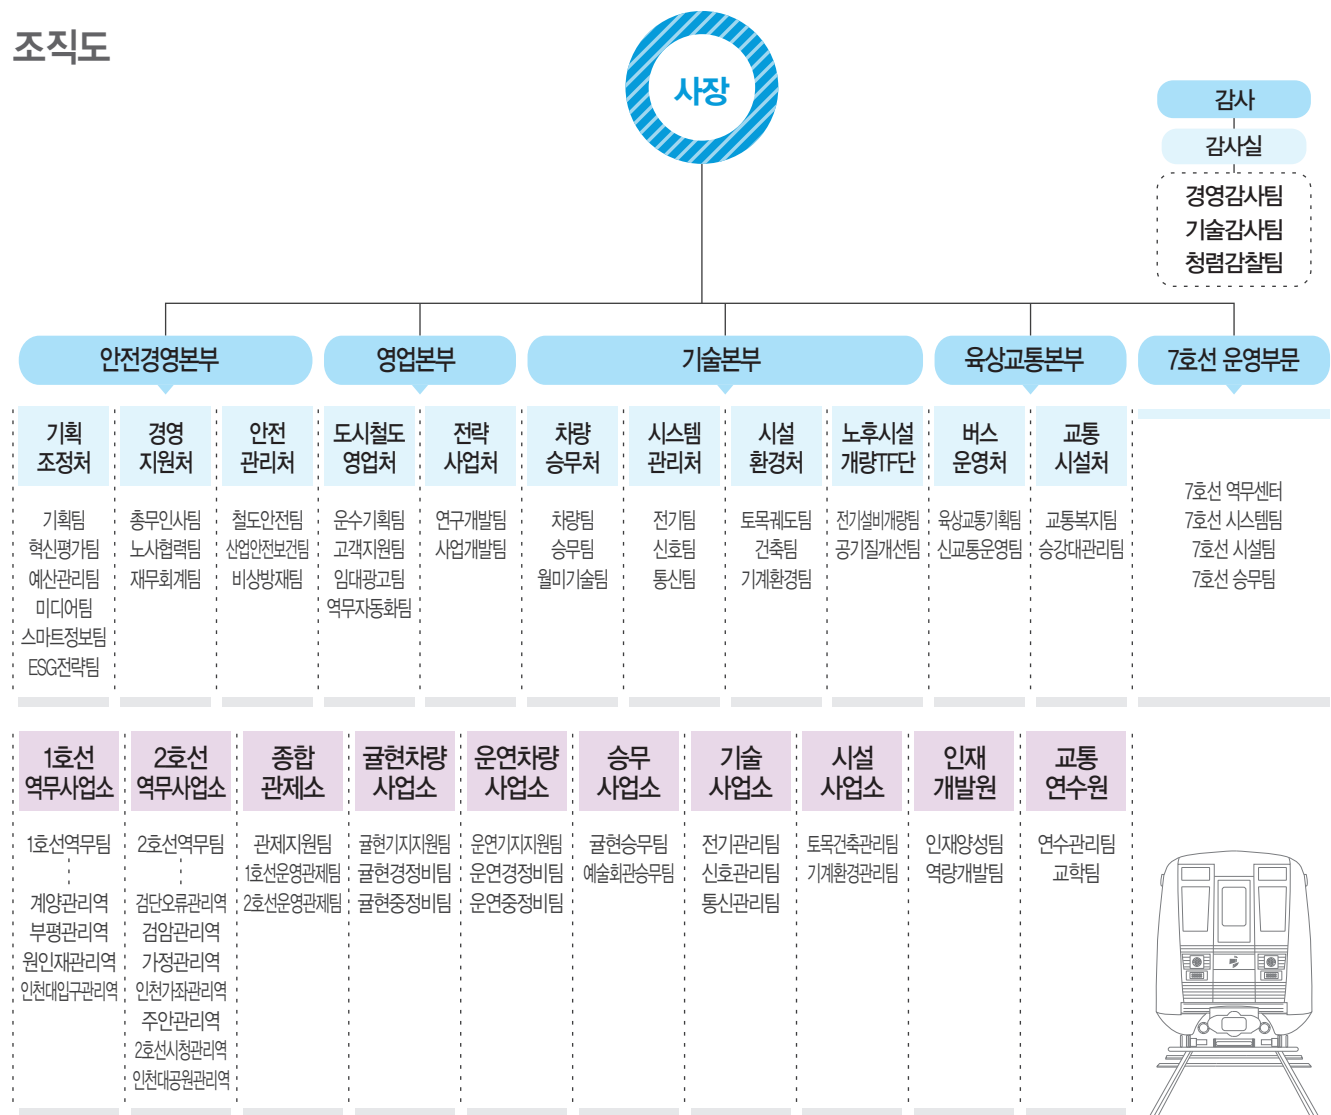 조직도
사장
감사
감사실
경영감사팀
기술감사팀
청렴감찰팀
안전경영본부
기획
조정처
기획팀
혁신평가팀
예산관리팀
미디어팀
스마트정보팀
ESG전략팀
경영
지원처
총무인사팀
노사협력팀
재무회계팀
안전
관리처
철도안전팀
산업안전보건팀
비상방재팀
영업본부
도시철도
영업처
운수기획팀
고객지원팀
임대광고팀
역무자동화팀
전략
사업처
연구개발팀
사업개발팀
기술본부
차량
승무처
차량팀
승무팀
월미기술팀
시스템
관리처
전기팀
신호팀
통신팀
시설
환경처
토목궤도팀
건축팀
기계환경팀
노후시설
개량TF단
전기설비개량팀
공기질개선팀
육상교통본부
버스
운영처
육상교통기획팀
신교통운영팀
교통
시설처
교통복지팀
승강대관리팀
7호선 운영부문
7호선 역무센터
7호선 시스템팀
7호선 시설팀
7호선 승무팀
1호선
역무사업소
1호선역무팀
계양관리역
부평관리역
원인재관리역
인천대입구관리역
2호선
역무사업소
2호선역무팀
검단오류관리역
검암관리역
가정관리역
인천가좌관리역
주안관리역
2호선시청관리역
인천대공원관리역
종합
관제소
관제지원팀
1호선운영관제팀
2호선운영관제팀
귤현차량
사업소
귤현기지지원팀
귤현경정비팀
귤현중정비팀
운연차량
사업소
운연기지지원팀
운연경정비팀
운연중정비팀
승무
사업소
귤현승무팀
예술회관승무팀
기술
사업소
전기관리팀
신호관리팀
통신관리팀
시설
사업소
토목건축관리팀
기계환경관리팀
인재
개발원
인재양성팀
역량개발팀
교통
연수원
연수관리팀
교학팀